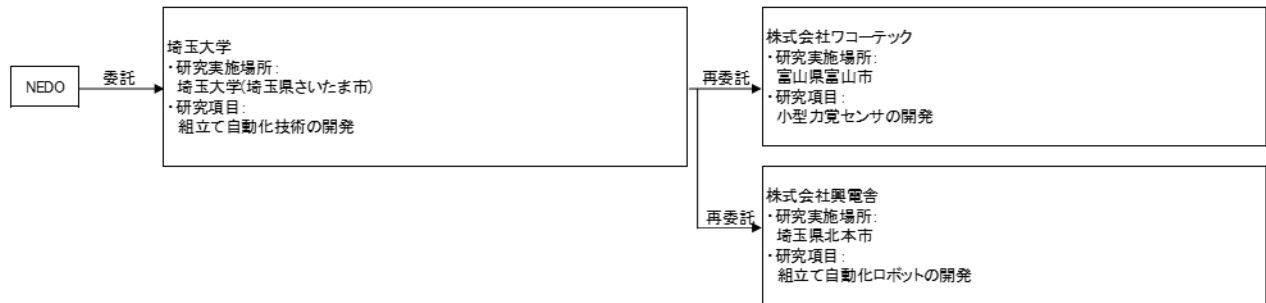 NEDO
委託
埼玉大学
・研究実施場所：
埼玉大学(埼玉県さいたま市)
・研究項目：
組立て自動化技術の開発
再委託
株式会社ワコーテック
・研究実施場所：
富山県富山市
・研究項目：
小型力覚センサの開発
再委託
株式会社興電舎
・研究実施場所：
埼玉県北本市
・研究項目：
組立て自動化ロボットの開発